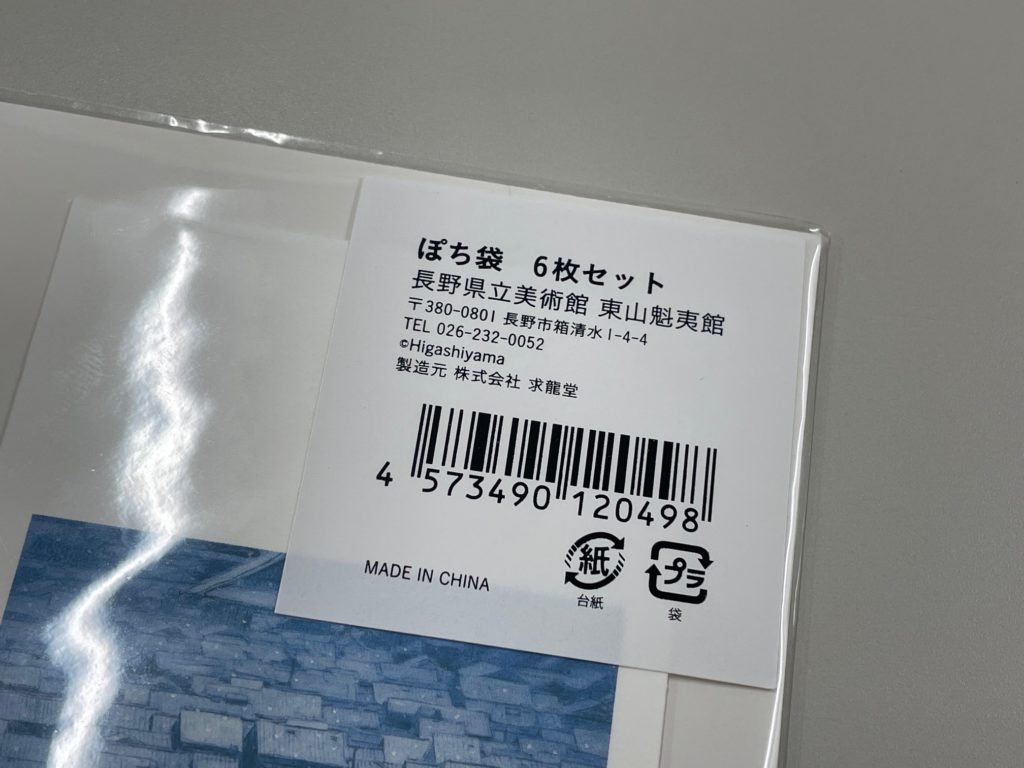 ぽち袋　6枚セット
長野県立美術館 東山魁夷館
〒380-0801 長野市箱清水1-4-4
TEL 026-232-0052
©Higashiyama
製造元 株式会社 求龍堂
4 573490 120498
MADE IN CHINA
紙
台紙
プラ
袋